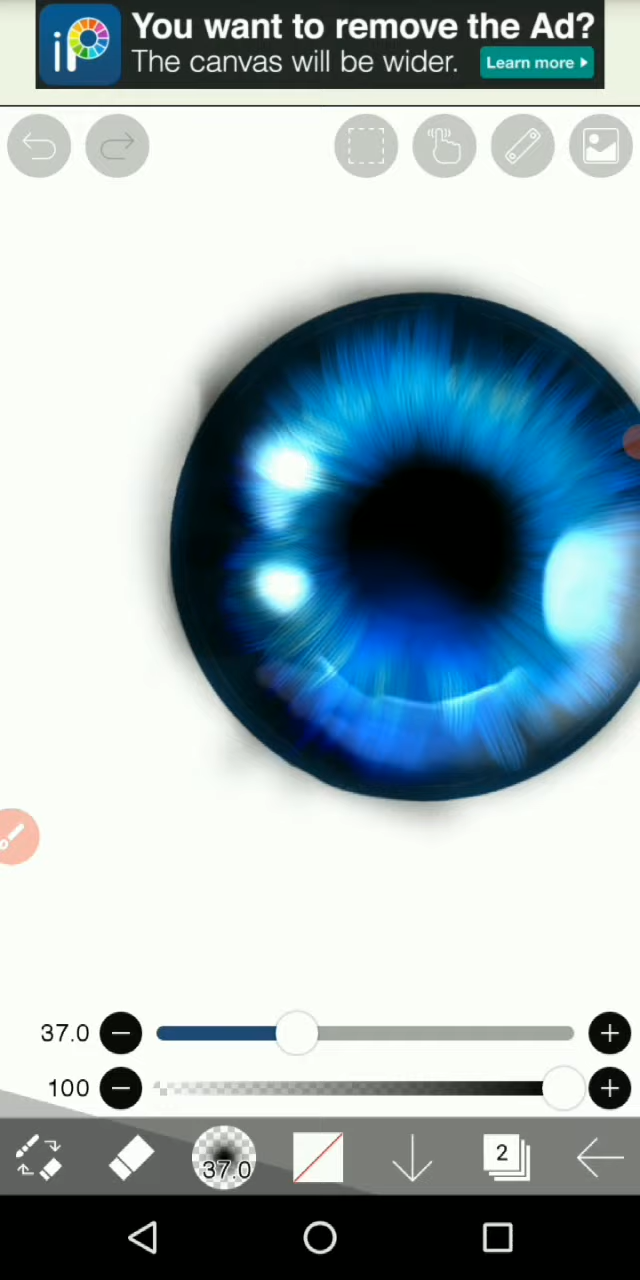 iP
You want to remove the Ad?
The canvas will be wider.
Learn more
37.0
100
37.0
2